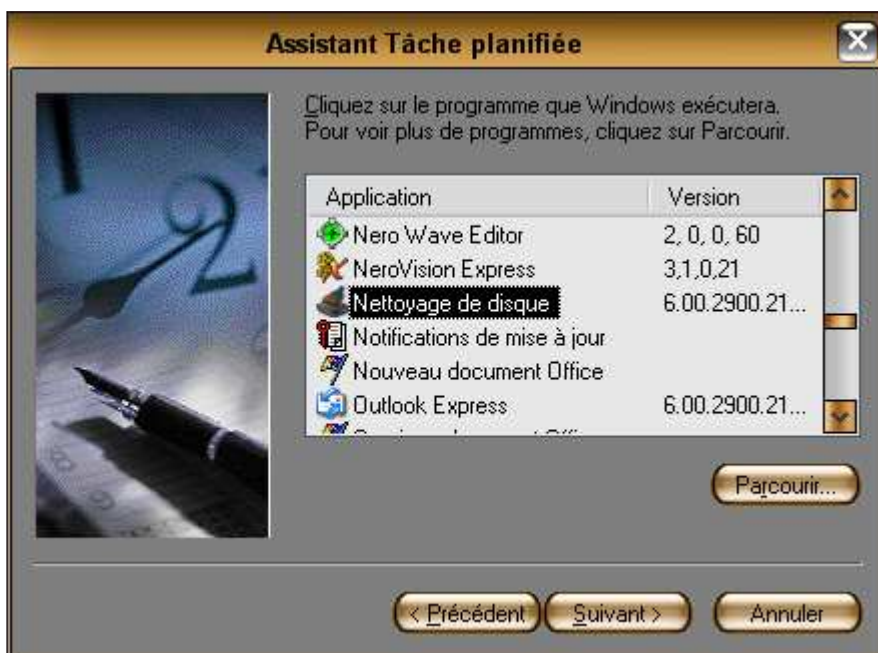 Assistant Tâche planifiée
Cliquez sur le programme que Windows exécutera.
Pour voir plus de programmes, cliquez sur Parcourir.
Application Version
Nero Wave Editor 2, 0, 0, 60
NeroVision Express 3,1,0,21
Nettoyage de disque 6.00.2900.21...
Notifications de mise à jour
Nouveau document Office
Outlook Express 6.00.2900.21...
Parcourir...
< Précédent Suivant > Annuler
2